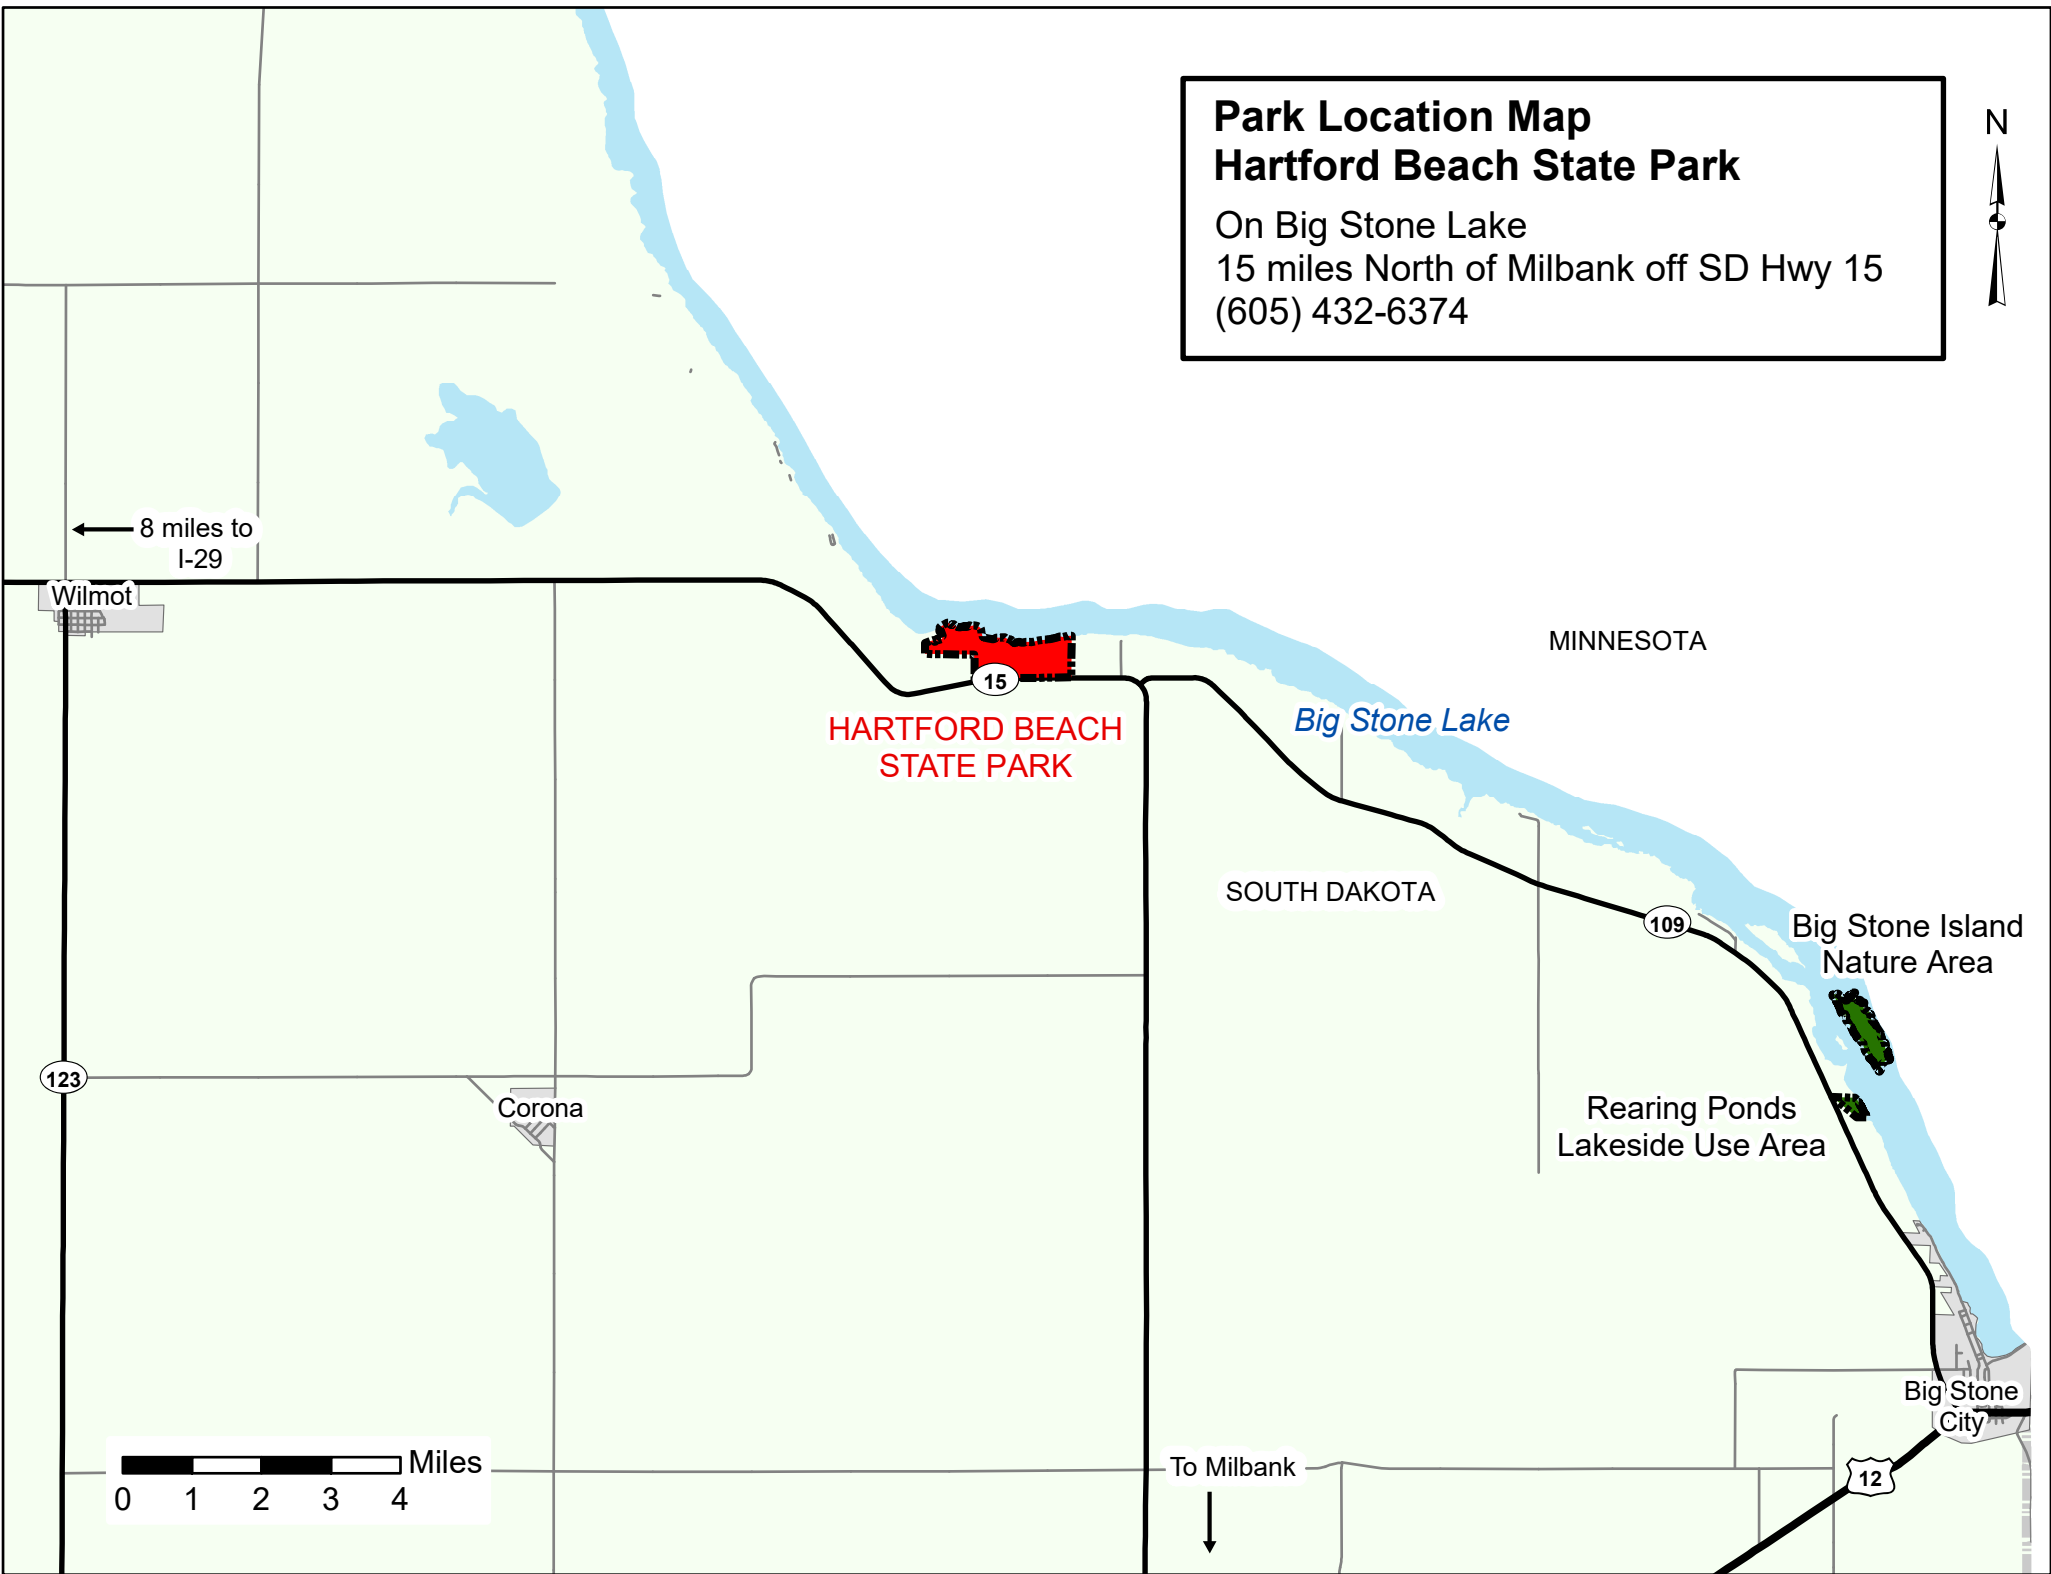 Park Location Map
Hartford Beach State Park
On Big Stone Lake
15 miles North of Milbank off SD Hwy 15
(605) 432-6374
N
8 miles to
I-29
Wilmot
MINNESOTA
15
HARTFORD BEACH
STATE PARK
Big Stone Lake
SOUTH DAKOTA
109
Big Stone Island
Nature Area
123
Corona
Rearing Ponds
Lakeside Use Area
Big Stone
City
To Milbank
12
Miles
0 1 2 3 4